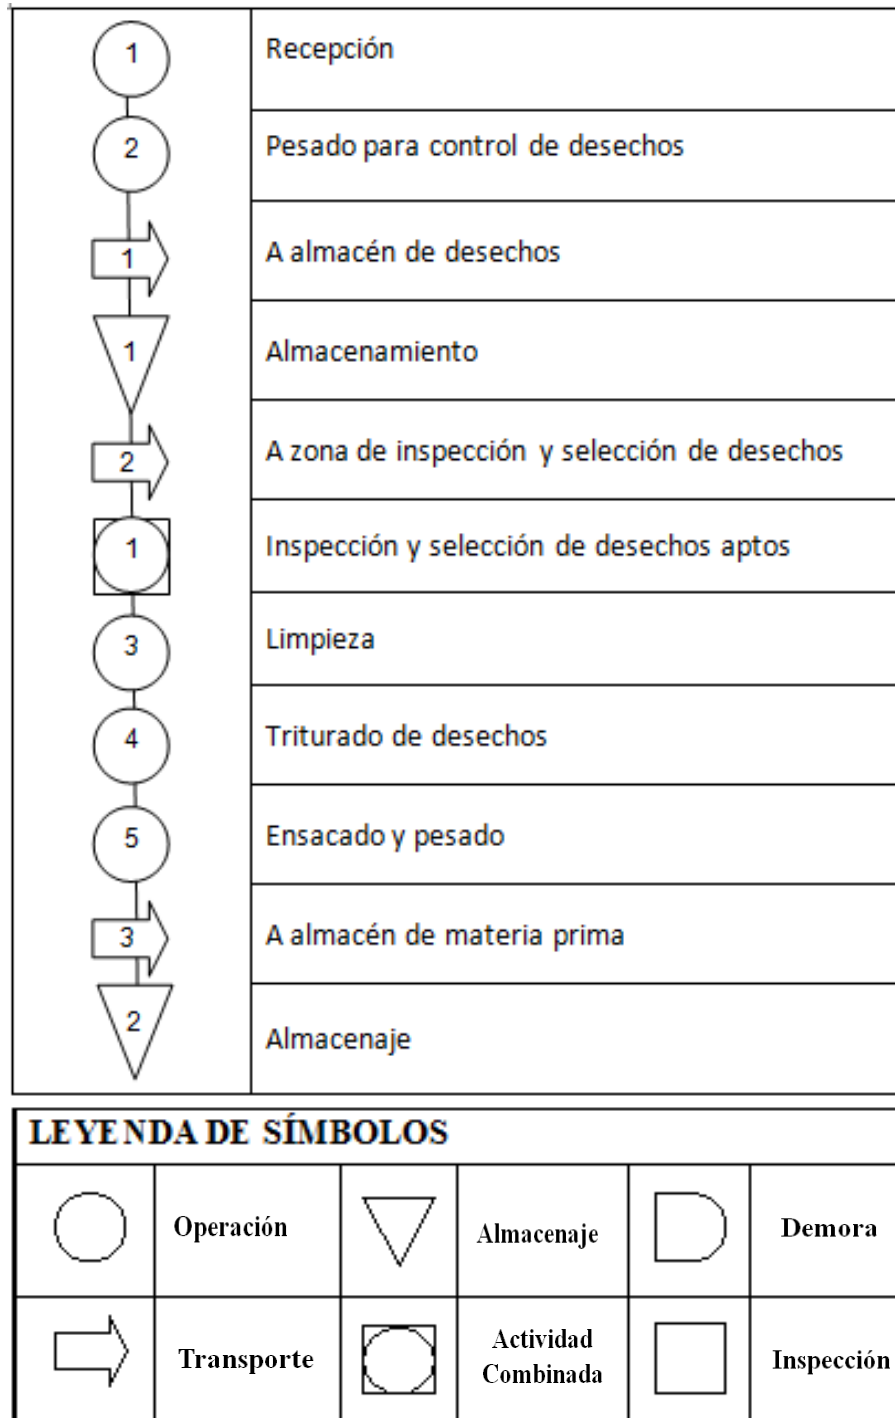 1 Recepción
2 Pesado para control de desechos
1 A almacén de desechos
1 Almacenamiento
2 A zona de inspección y selección de desechos
1 Inspección y selección de desechos aptos
3 Limpieza
4 Triturado de desechos
5 Ensacado y pesado
3 A almacén de materia prima
2 Almacenaje
LEYENDA DE SÍMBOLOS
Operación
Almacenaje
Demora
Transporte
Actividad
Combinada
Inspección